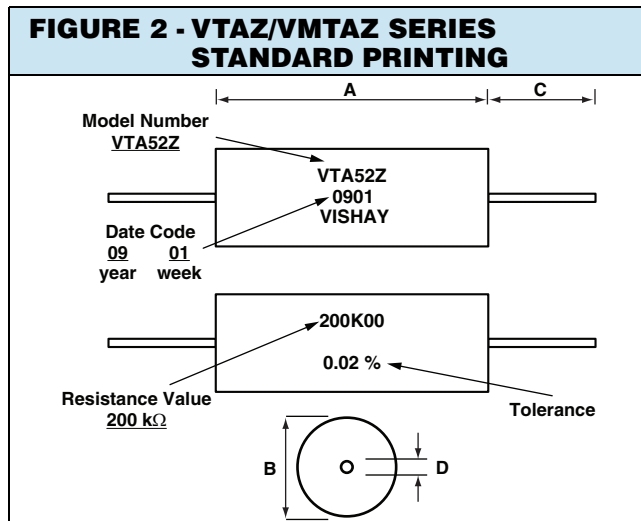 FIGURE 2 - VTAZ/VMTAZ SERIES
STANDARD PRINTING
A
C
Model Number
VTA52Z
VTA52Z
0901
VISHAY
Date Code
09 01
year week
200K00
0.02 %
Resistance Value
200 kΩ
Tolerance
B
D